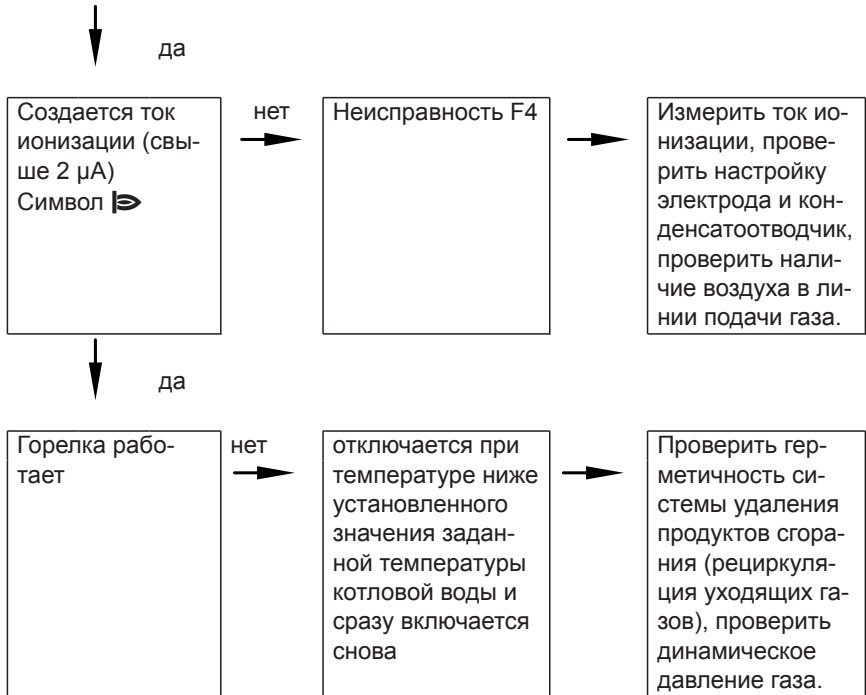 да
Создается ток
ионизации (свы-
ше 2 µA)
Символ
нет
Неисправность F4
Измерить ток ио-
низации, прове-
рить настройку
электрода и кон-
денсатоотводчик,
проверить нали-
чие воздуха в ли-
нии подачи газа.
да
Горелка рабо-
тает
нет
отключается при
температуре ниже
установленного
значения задан-
ной температуры
котловой воды и
сразу включается
снова
Проверить гер-
метичность си-
стемы удаления
продуктов сгора-
ния (рециркуля-
ция уходящих га-
зов), проверить
динамическое
давление газа.